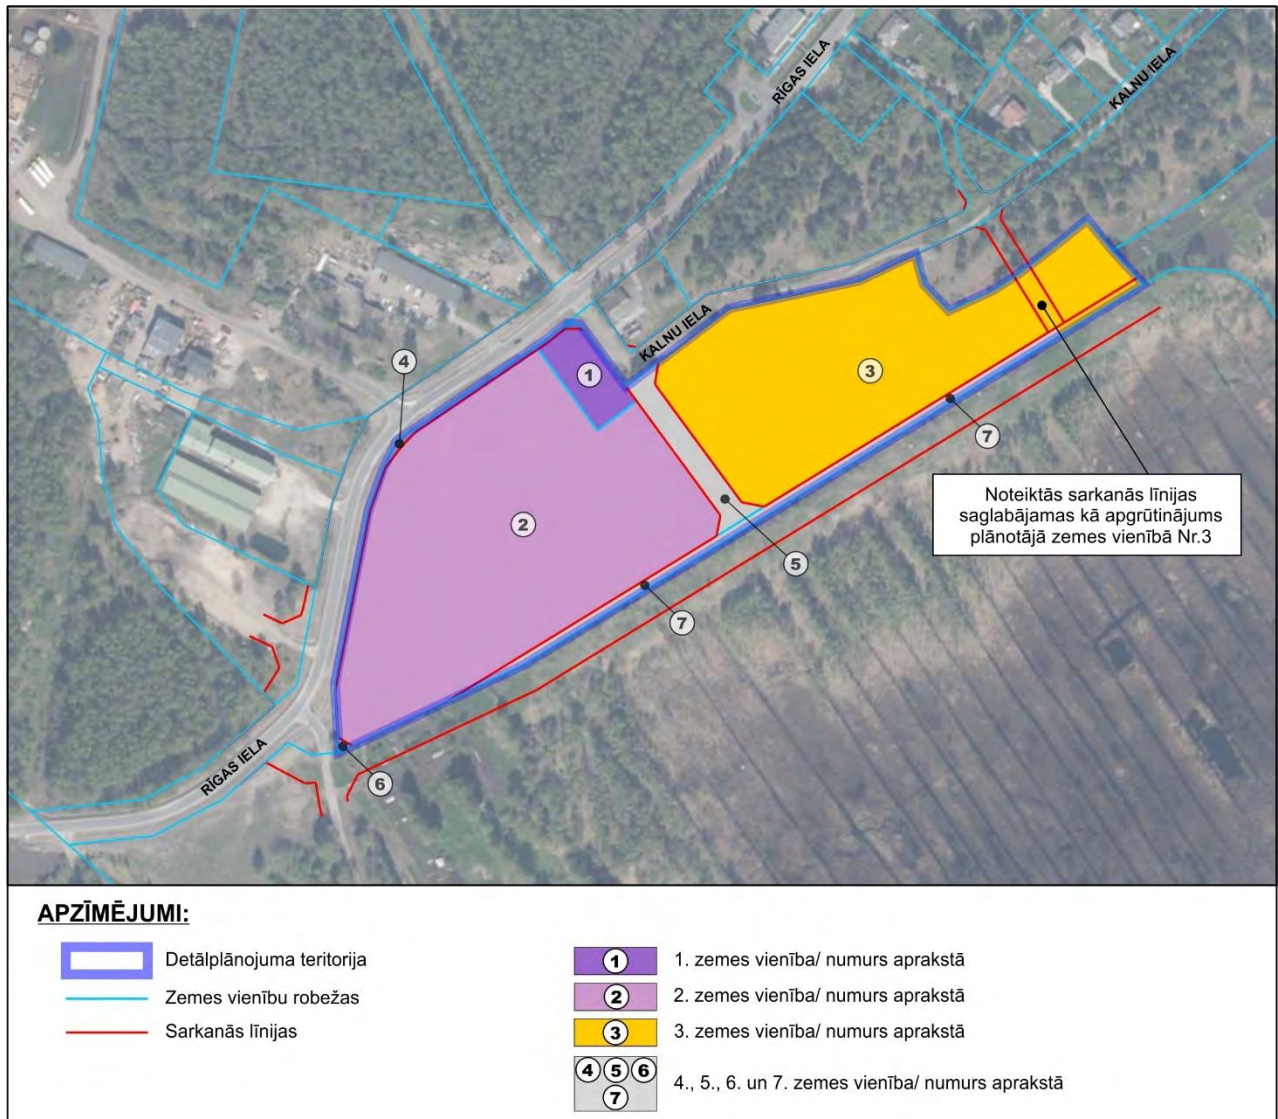 RĪGAS IELA
KALNU IELA
KALNU IELA
4
1
3
7
2
5
7
6
RĪGAS IELA
Noteiktās sarkanās līnijas
saglabājamas kā apgrūtinājums
plānotājā zemes vienībā Nr.3
APZĪMĒJUMI:
Detālplānojuma teritorija
Zemes vienību robežas
Sarkanās līnijas
1 1. zemes vienība/ numurs aprakstā
2 2. zemes vienība/ numurs aprakstā
3 3. zemes vienība/ numurs aprakstā
4 5 6
7
4., 5., 6. un 7. zemes vienība/ numurs aprakstā